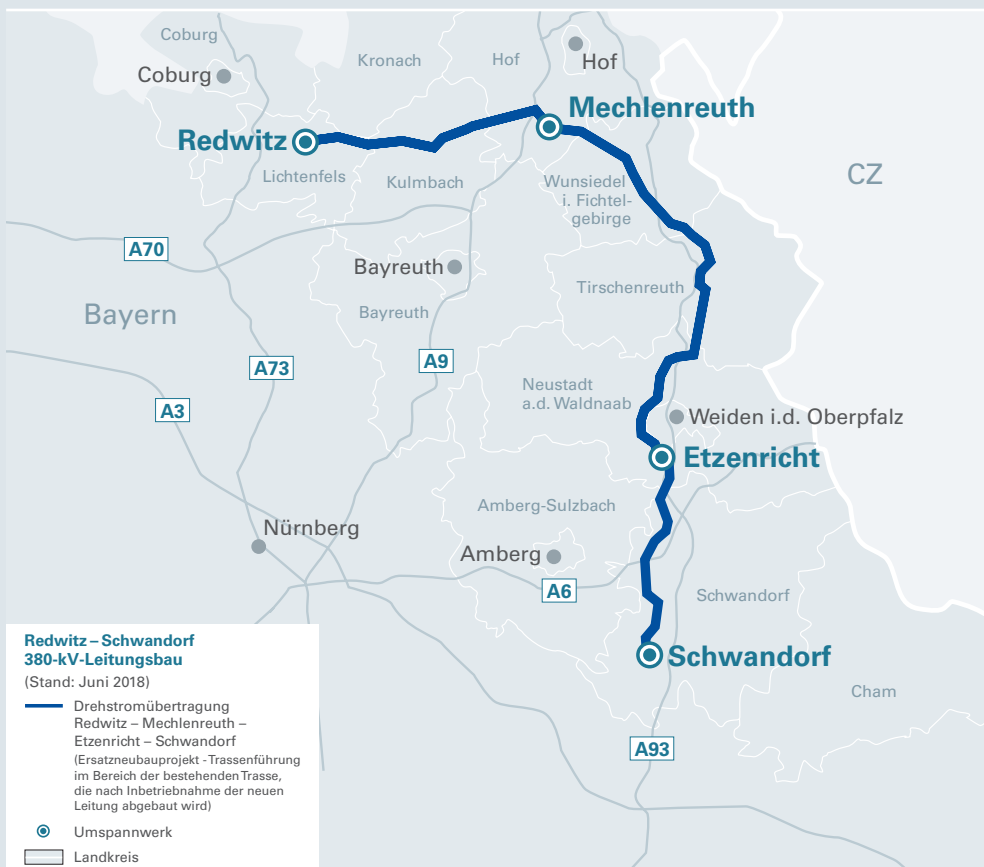 Coburg
Kronach
Hof
Hof
Coburg
Mechlenreuth
Redwitz
Lichtenfels
Kulmbach
Wunsiedel
i. Fichtel-
gebirge
CZ
A70
Bayreuth
Tirschenreuth
Bayern
Bayreuth
A9
A73
A3
Neustadt
a.d. Waldnaab
Weiden i.d. Oberpfalz
Etzenricht
Amberg-Sulzbach
Nürnberg
Amberg
A6
Schwandorf
Schwandorf
Cham
A93
Redwitz – Schwandorf
380-kV-Leitungsbau
(Stand: Juni 2018)
Drehstromübertragung
Redwitz – Mechlenreuth –
Etzenricht – Schwandorf
(Ersatzneubauprojekt - Trassenführung
im Bereich der bestehenden Trasse,
die nach Inbetriebnahme der neuen
Leitung abgebaut wird)
Umspannwerk
Landkreis